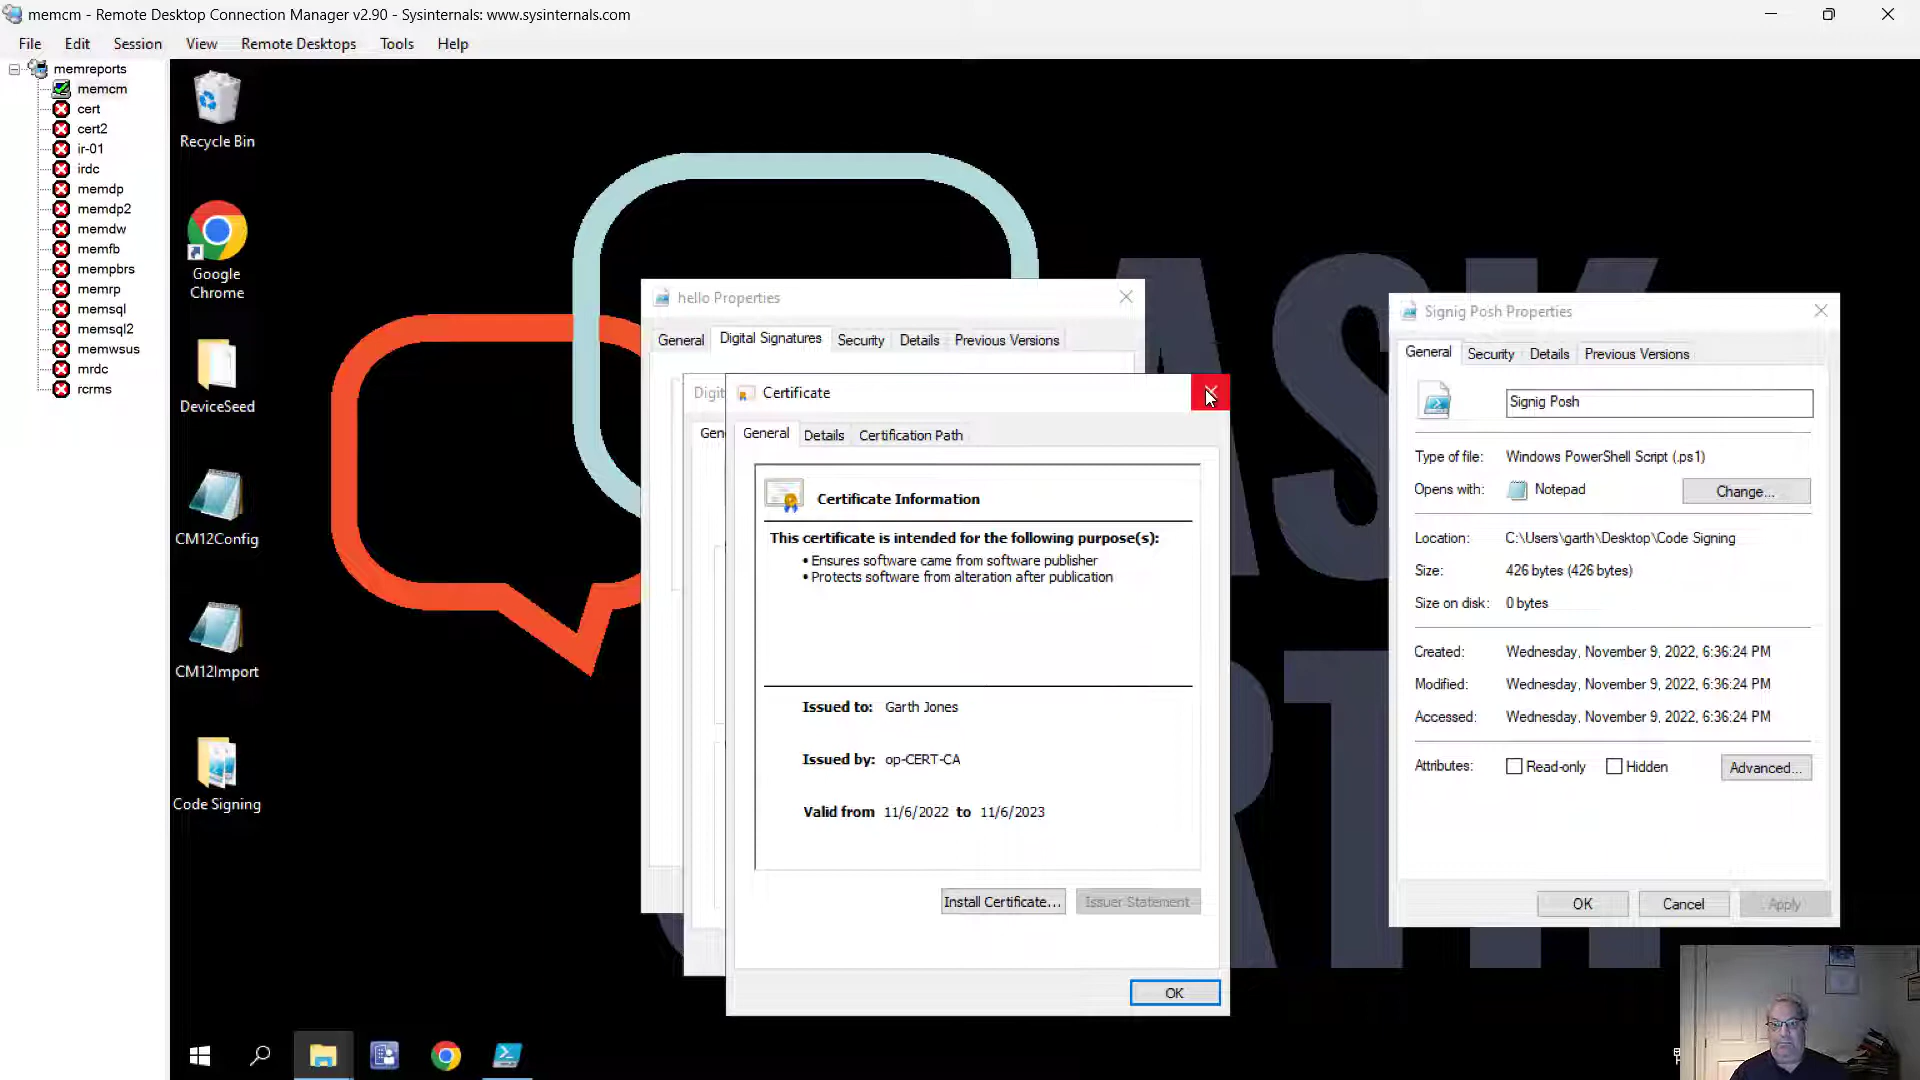 memcm - Remote Desktop Connection Manager v2.90 - Sysinternals: www.sysinternals.com
File Edit Session View Remote Desktops Tools Help
memreports
memcm
cert
cert2
ir-01
irdc
memdp
memdp2
memdw
memfb
mempbrs
memrp
memsql
memsql2
memwsus
mrdc
rcrms
Recycle Bin
Google
Chrome
DeviceSeed
CM12Config
CM12Import
Code Signing
ASK
hello Properties
General Digital Signatures Security Details Previous Versions
Digit
Gen
Certificate
General Details Certification Path
Certificate Information
This certificate is intended for the following purpose(s):
• Ensures software came from software publisher
• Protects software from alteration after publication
Issued to: Garth Jones
Issued by: op-CERT-CA
Valid from 11/6/2022 to 11/6/2023
Install Certificate... Issuer Statement
OK
Signig Posh Properties
General Security Details Previous Versions
Signig Posh
Type of file: Windows PowerShell Script (.ps1)
Opens with: Notepad Change...
Location: C:\Users\garth\Desktop\Code Signing
Size: 426 bytes (426 bytes)
Size on disk: 0 bytes
Created: Wednesday, November 9, 2022, 6:36:24 PM
Modified: Wednesday, November 9, 2022, 6:36:24 PM
Accessed: Wednesday, November 9, 2022, 6:36:24 PM
Attributes: Read-only Hidden Advanced...
OK Cancel Apply